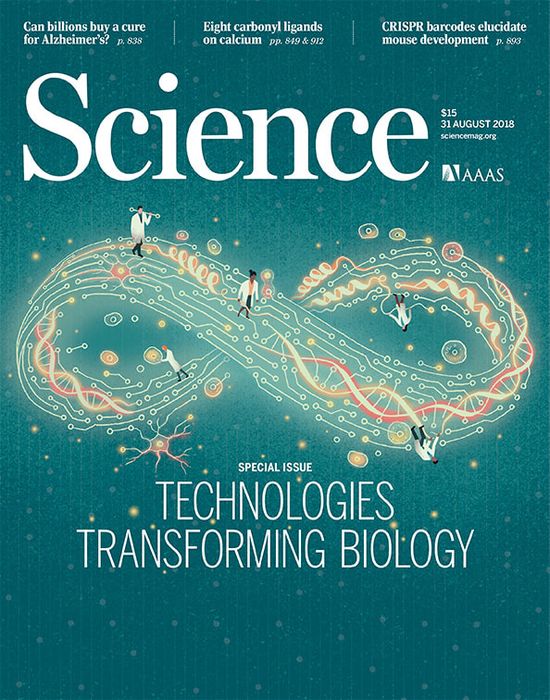 Can billions buy a cure
for Alzheimer's? p. 838
Eight carbonyl ligands
on calcium pp. 849 & 912
CRISPR barcodes elucidate
mouse development p. 893
Science
$15
31 AUGUST 2018
sciencemag.org
AAAS
SPECIAL ISSUE
TECHNOLOGIES
TRANSFORMING BIOLOGY